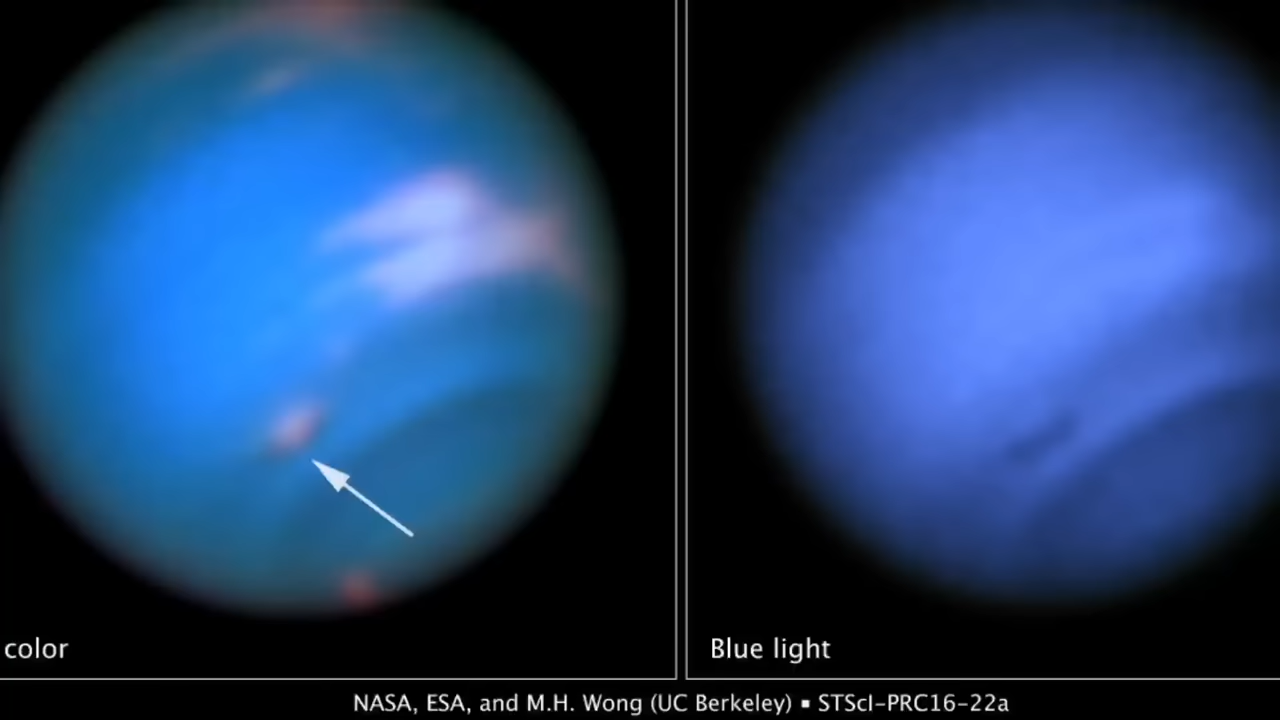 color
Blue light
NASA, ESA, and M.H. Wong (UC Berkeley) ▪ STScI-PRC16-22a